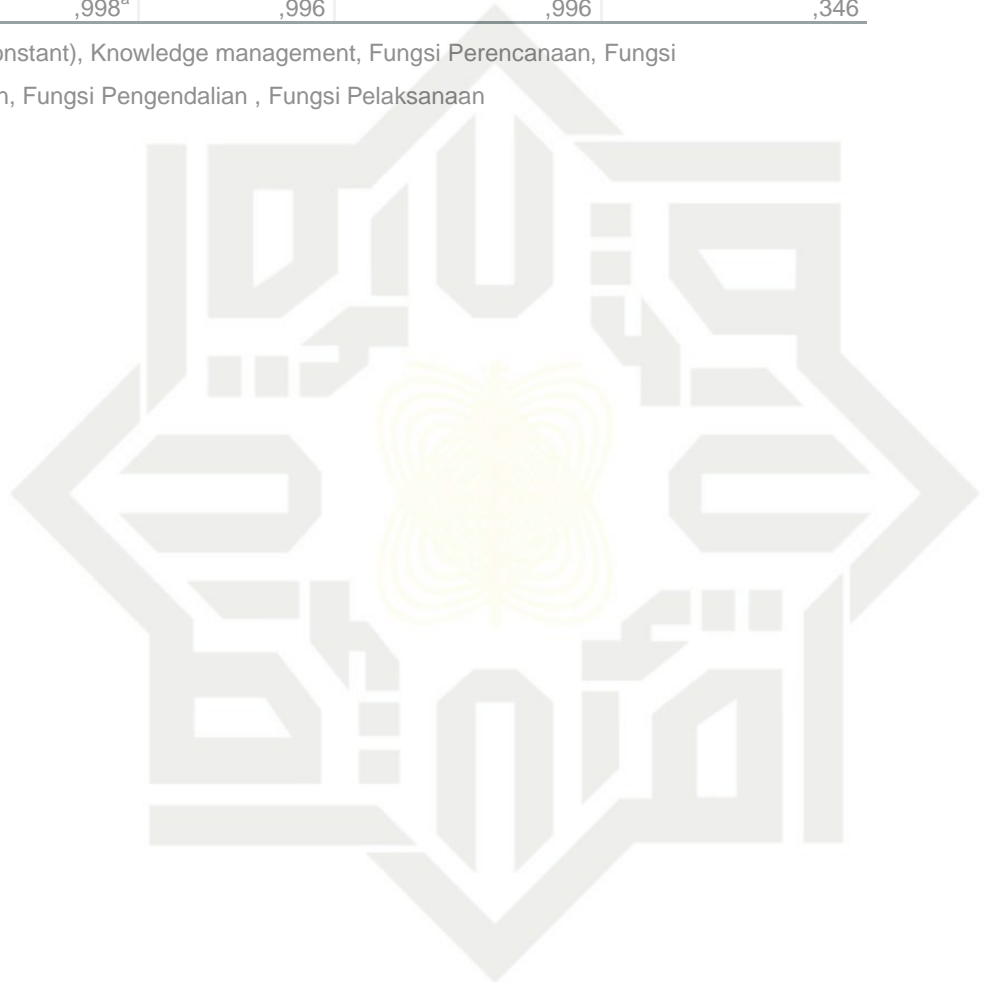 ,998ᵃ ,996 ,996 ,346
onstant), Knowledge management, Fungsi Perencanaan, Fungsi
n, Fungsi Pengendalian , Fungsi Pelaksanaan